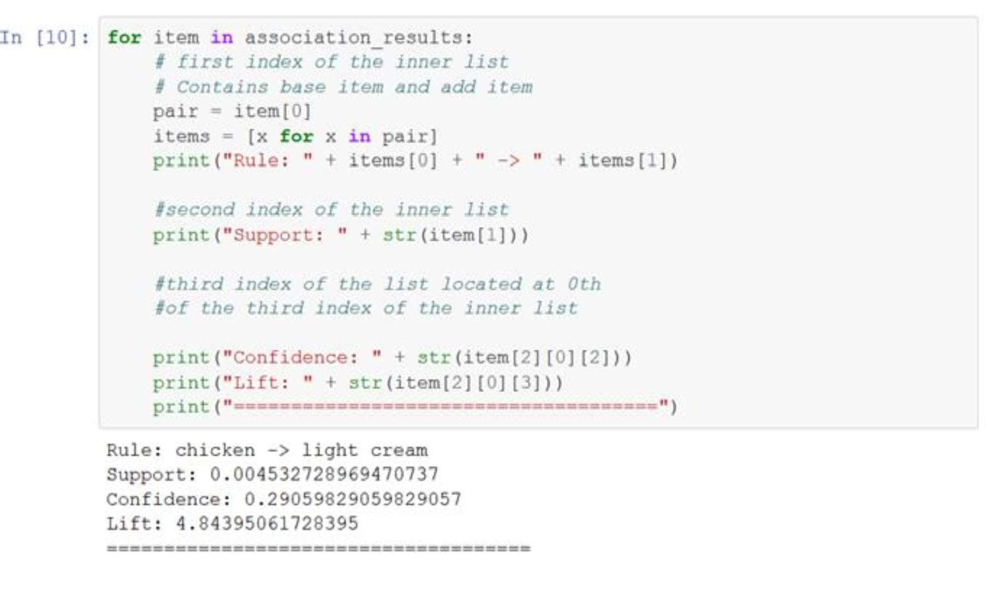 In [10]: for item in association_results:
# first index of the inner list
# Contains base item and add item
pair = item[0]
items = [x for x in pair]
print("Rule: " + items[0] + " -> " + items[1])
#second index of the inner list
print("Support: " + str(item[1]))
#third index of the list located at 0th
#of the third index of the inner list
print("Confidence: " + str(item[2][0][2]))
print("Lift: " + str(item[2][0][3]))
print("=====================================")
Rule: chicken -> light cream
Support: 0.004532728969470737
Confidence: 0.29059829059829057
Lift: 4.84395061728395
=====================================